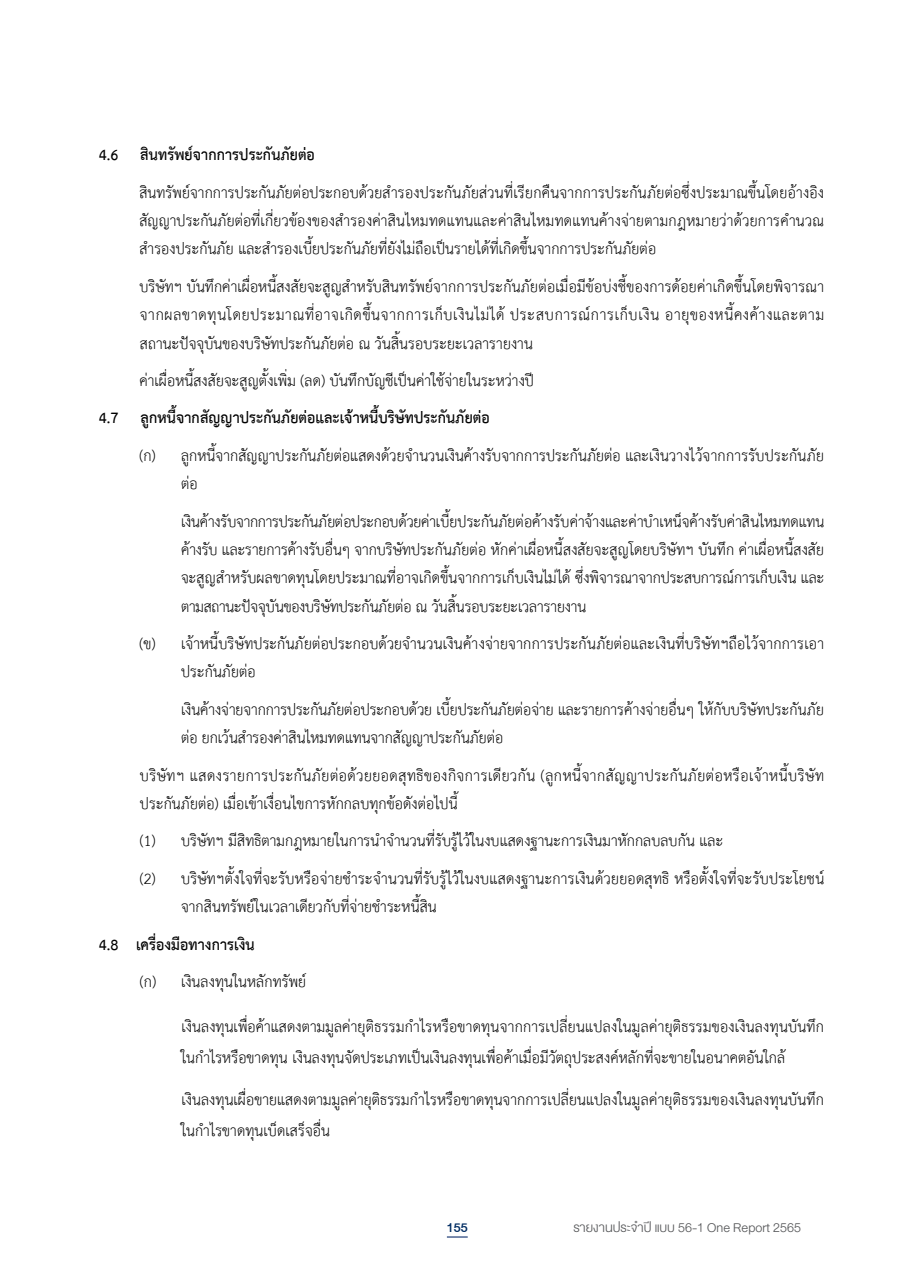 4.6 สินทรัพย์จากการประกันภัยต่อ
สินทรัพย์จากการประกันภัยต่อประกอบด้วยสำรองประกันภัยส่วนที่เรียกคืนจากการประกันภัยต่อซึ่งประมาณขึ้นโดยอ้างอิง
สัญญาประกันภัยต่อที่เกี่ยวข้องของสำรองค่าสินไหมทดแทนและค่าสินไหมทดแทนค้างจ่ายตามกฎหมายว่าด้วยการคำนวณ
สำรองประกันภัย และสำรองเบี้ยประกันภัยที่ยังไม่ถือเป็นรายได้ที่เกิดขึ้นจากการประกันภัยต่อ
บริษัทฯ บันทึกค่าเผื่อหนี้สงสัยจะสูญสำหรับสินทรัพย์จากการประกันภัยต่อเมื่อมีข้อบ่งชี้ของการด้อยค่าเกิดขึ้นโดยพิจารณา
จากผลขาดทุนโดยประมาณที่อาจเกิดขึ้นจากการเก็บเงินไม่ได้ ประสบการณ์การเก็บเงิน อายุของหนี้คงค้างและตาม
สถานะปัจจุบันของบริษัทประกันภัยต่อ ณ วันสิ้นรอบระยะเวลารายงาน
ค่าเผื่อหนี้สงสัยจะสูญตั้งเพิ่ม (ลด) บันทึกบัญชีเป็นค่าใช้จ่ายในระหว่างปี
4.7 ลูกหนี้จากสัญญาประกันภัยต่อและเจ้าหนี้บริษัทประกันภัยต่อ
(ก) ลูกหนี้จากสัญญาประกันภัยต่อแสดงด้วยจำนวนเงินค้างรับจากการประกันภัยต่อ และเงินวางไว้จากการรับประกันภัย
ต่อ
เงินค้างรับจากการประกันภัยต่อประกอบด้วยค่าเบี้ยประกันภัยต่อค้างรับค่าจ้างและค่าบำเหน็จค้างรับค่าสินไหมทดแทน
ค้างรับ และรายการค้างรับอื่นๆ จากบริษัทประกันภัยต่อ หักค่าเผื่อหนี้สงสัยจะสูญโดยบริษัทฯ บันทึก ค่าเผื่อหนี้สงสัย
จะสูญสำหรับผลขาดทุนโดยประมาณที่อาจเกิดขึ้นจากการเก็บเงินไม่ได้ ซึ่งพิจารณาจากประสบการณ์การเก็บเงิน และ
ตามสถานะปัจจุบันของบริษัทประกันภัยต่อ ณ วันสิ้นรอบระยะเวลารายงาน
(ข) เจ้าหนี้บริษัทประกันภัยต่อประกอบด้วยจำนวนเงินค้างจ่ายจากการประกันภัยต่อและเงินที่บริษัทฯถือไว้จากการเอา
ประกันภัยต่อ
เงินค้างจ่ายจากการประกันภัยต่อประกอบด้วย เบี้ยประกันภัยต่อจ่าย และรายการค้างจ่ายอื่นๆ ให้กับบริษัทประกันภัย
ต่อ ยกเว้นสำรองค่าสินไหมทดแทนจากสัญญาประกันภัยต่อ
บริษัทฯ แสดงรายการประกันภัยต่อด้วยยอดสุทธิของกิจการเดียวกัน (ลูกหนี้จากสัญญาประกันภัยต่อหรือเจ้าหนี้บริษัท
ประกันภัยต่อ) เมื่อเข้าเงื่อนไขการหักกลบทุกข้อดังต่อไปนี้
(1) บริษัทฯ มีสิทธิตามกฎหมายในการนำจำนวนที่รับรู้ไว้ในงบแสดงฐานะการเงินมาหักกลบลบกัน และ
(2) บริษัทฯตั้งใจที่จะรับหรือจ่ายชำระจำนวนที่รับรู้ไว้ในงบแสดงฐานะการเงินด้วยยอดสุทธิ หรือตั้งใจที่จะรับประโยชน์
จากสินทรัพย์ในเวลาเดียวกับที่จ่ายชำระหนี้สิน
4.8 เครื่องมือทางการเงิน
(ก) เงินลงทุนในหลักทรัพย์
เงินลงทุนเพื่อค้าแสดงตามมูลค่ายุติธรรมกำไรหรือขาดทุนจากการเปลี่ยนแปลงในมูลค่ายุติธรรมของเงินลงทุนบันทึก
ในกำไรหรือขาดทุน เงินลงทุนจัดประเภทเป็นเงินลงทุนเพื่อค้าเมื่อมีวัตถุประสงค์หลักที่จะขายในอนาคตอันใกล้
เงินลงทุนเผื่อขายแสดงตามมูลค่ายุติธรรมกำไรหรือขาดทุนจากการเปลี่ยนแปลงในมูลค่ายุติธรรมของเงินลงทุนบันทึก
ในกำไรขาดทุนเบ็ดเสร็จอื่น
155 รายงานประจำปี แบบ 56-1 One Report 2565